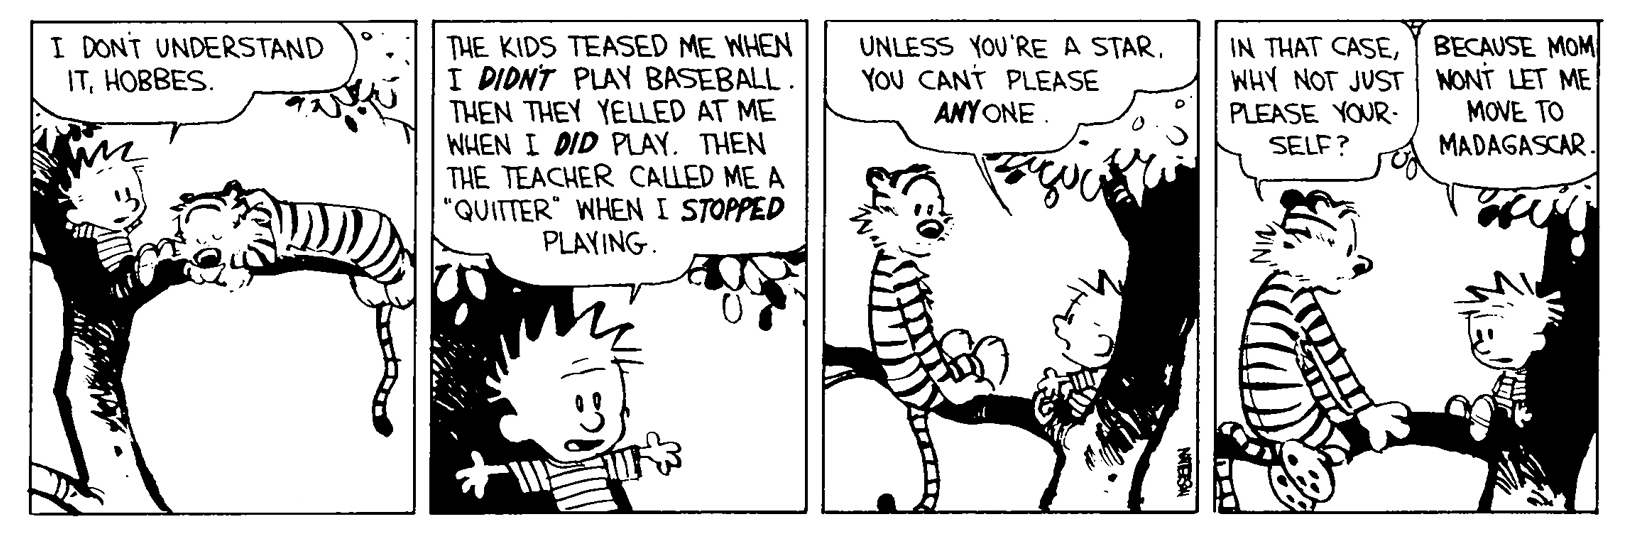 I DON'T UNDERSTAND
IT, HOBBES.
THE KIDS TEASED ME WHEN
I DIDN'T PLAY BASEBALL.
THEN THEY YELLED AT ME
WHEN I DID PLAY. THEN
THE TEACHER CALLED ME A
"QUITTER" WHEN I STOPPED
PLAYING.
UNLESS YOU'RE A STAR,
YOU CAN'T PLEASE
ANYONE.
WATTERSON
IN THAT CASE,
WHY NOT JUST
PLEASE YOUR-
SELF?
BECAUSE MOM
WON'T LET ME
MOVE TO
MADAGASCAR.